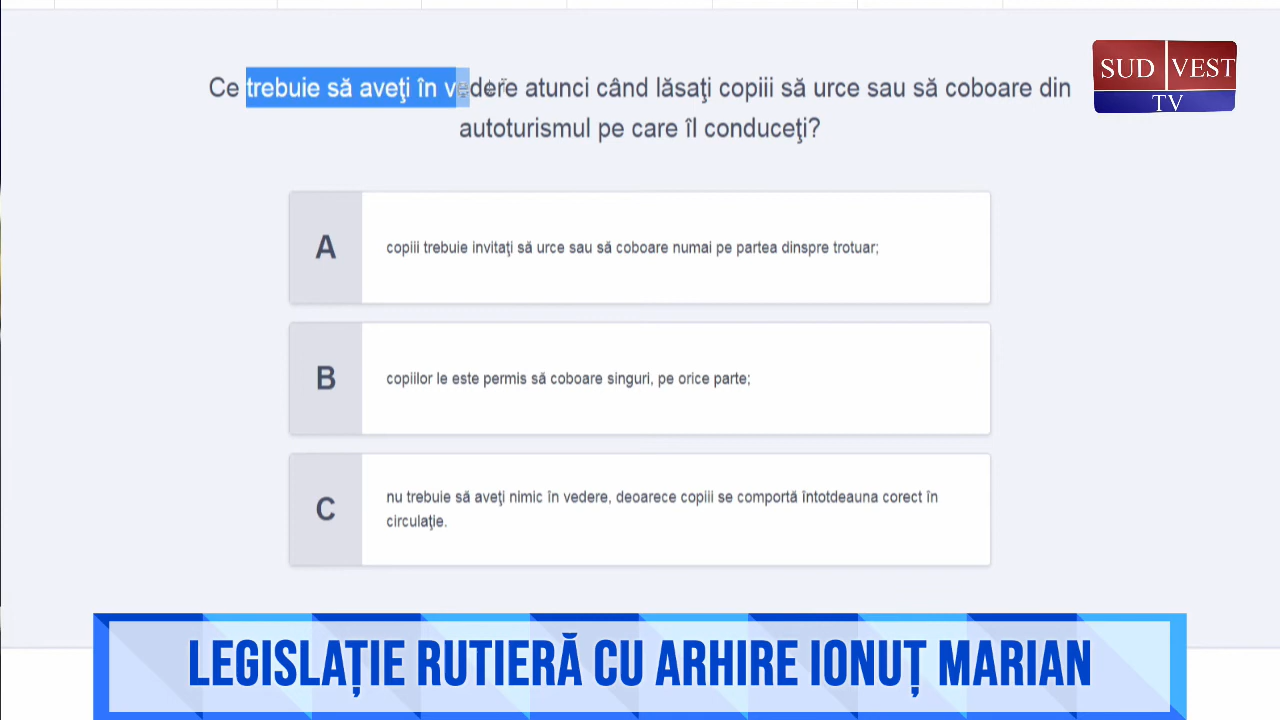 SUD VEST
TV
Ce trebuie să aveţi în vedere atunci când lăsaţi copiii să urce sau să coboare din
autoturismul pe care îl conduceţi?
A
copiii trebuie invitaţi să urce sau să coboare numai pe partea dinspre trotuar;
B
copiilor le este permis să coboare singuri, pe orice parte;
C
nu trebuie să aveţi nimic în vedere, deoarece copiii se comportă întotdeauna corect în
circulaţie.
LEGISLAȚIE RUTIERĂ CU ARHIRE IONUȚ MARIAN